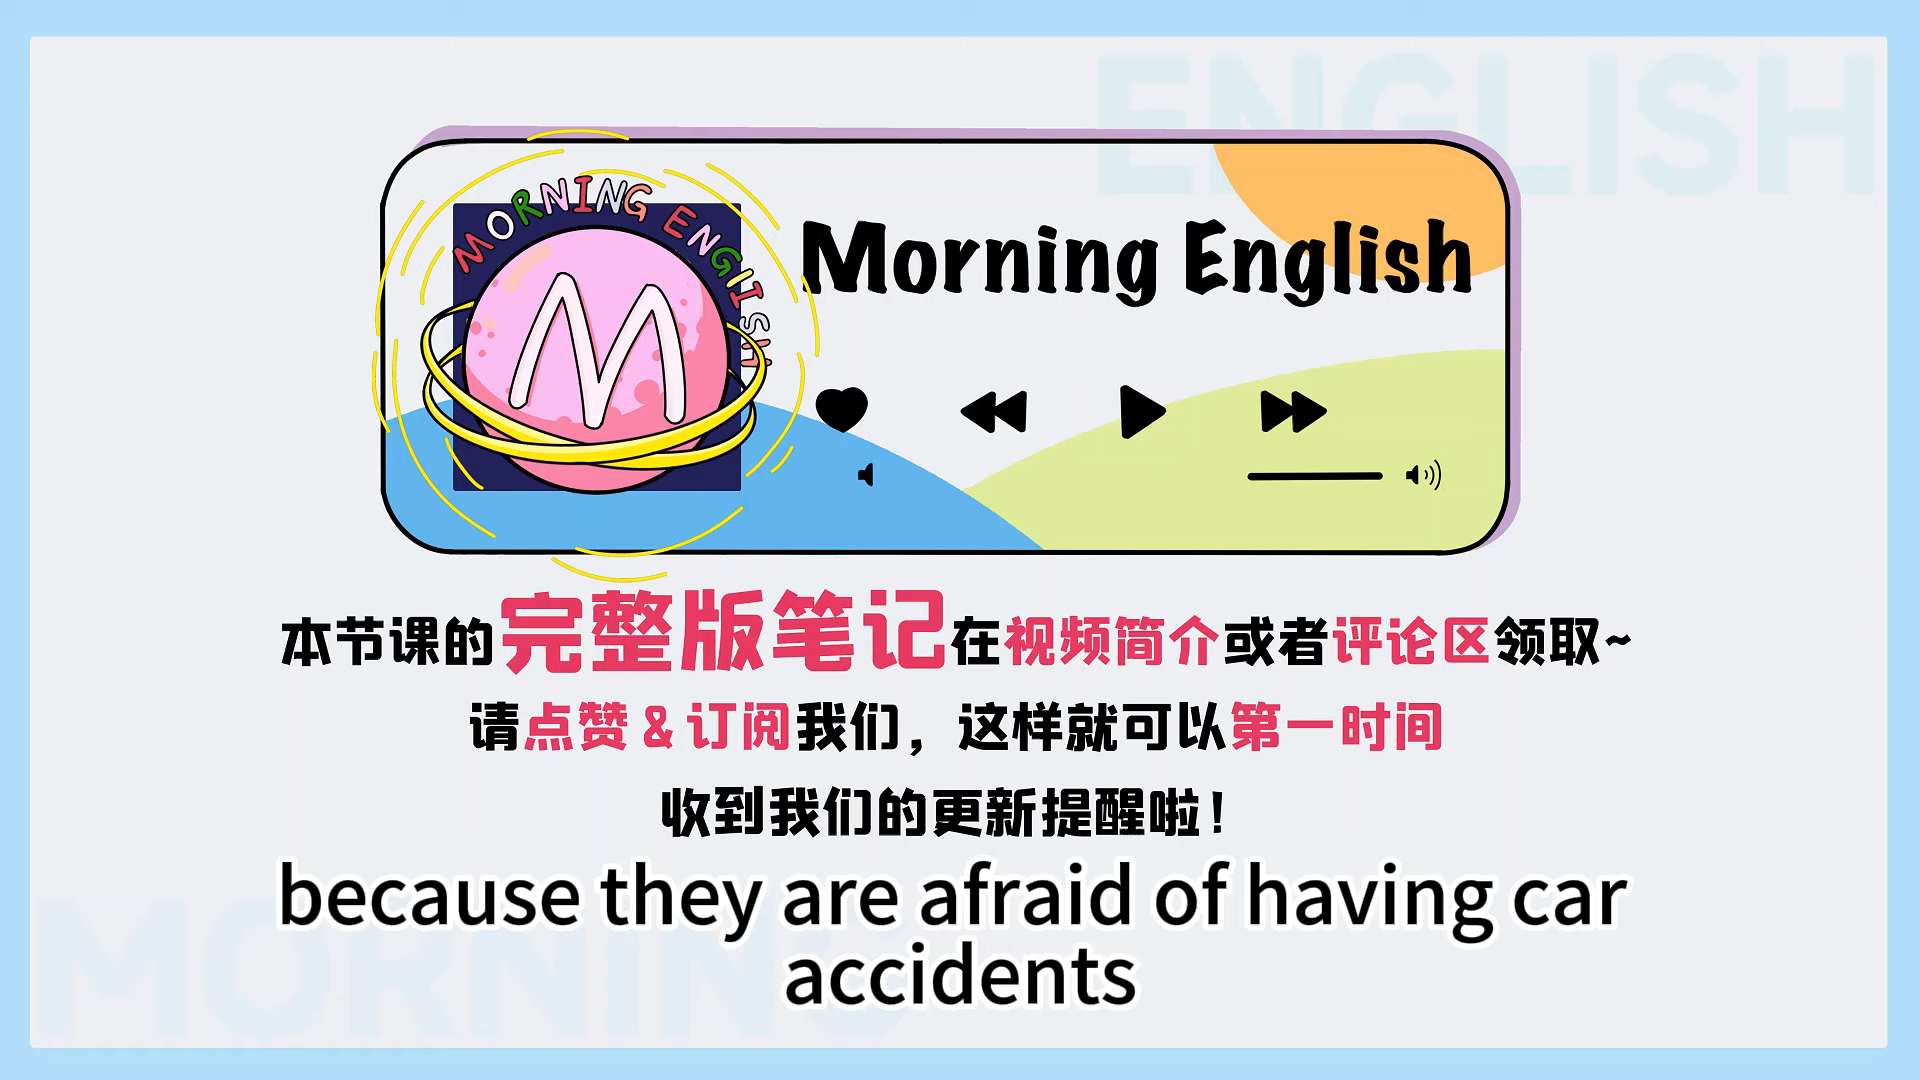 ENGLISH
MORNING ENGLISH
M
Morning English
本节课的完整版笔记在视频简介或者评论区领取~
请点赞&订阅我们，这样就可以第一时间
收到我们的更新提醒啦！
because they are afraid of having car
accidents
MORNING